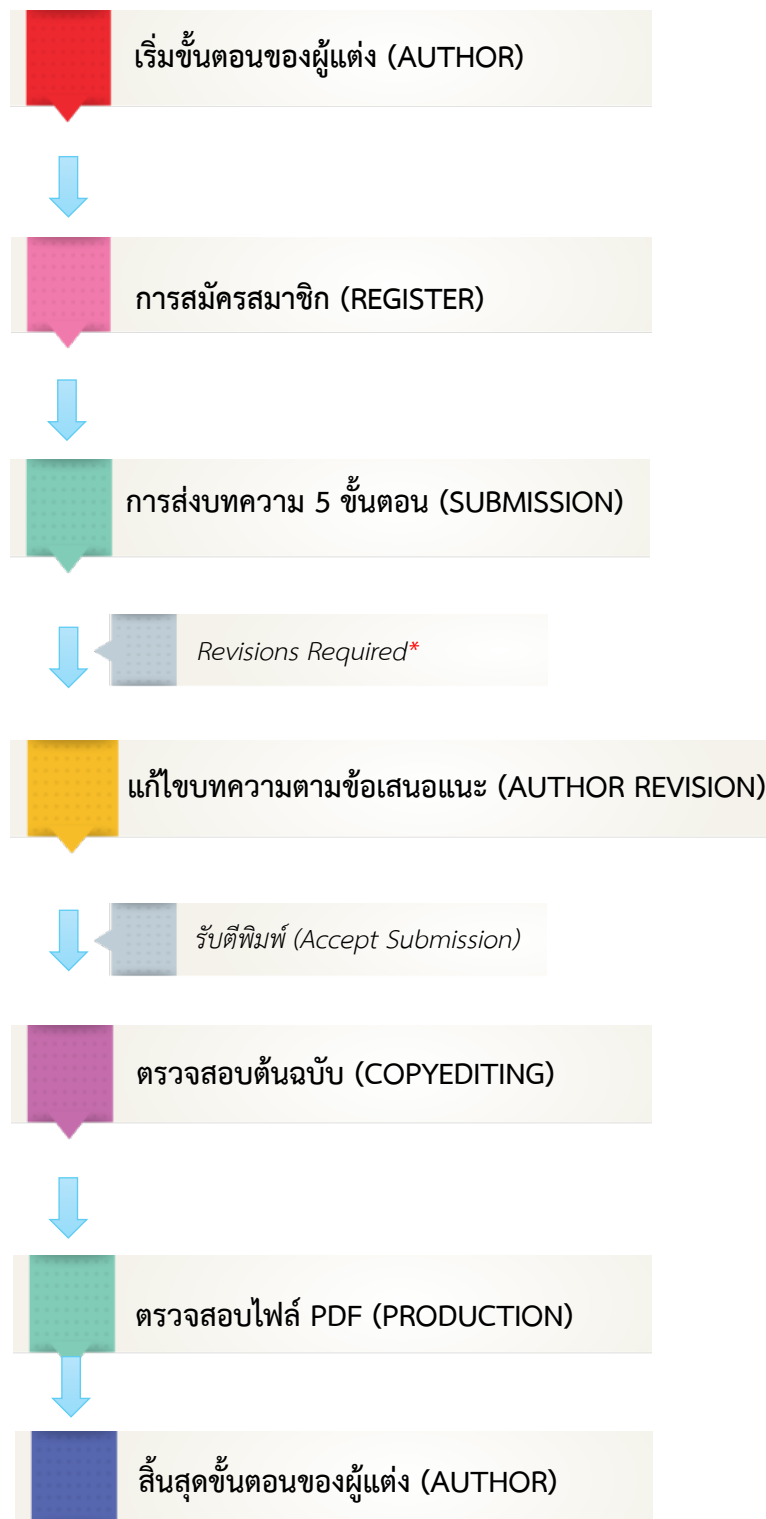 เริ่มขั้นตอนของผู้แต่ง (AUTHOR)
การสมัครสมาชิก (REGISTER)
การส่งบทความ 5 ขั้นตอน (SUBMISSION)
Revisions Required*
แก้ไขบทความตามข้อเสนอแนะ (AUTHOR REVISION)
รับตีพิมพ์ (Accept Submission)
ตรวจสอบต้นฉบับ (COPYEDITING)
ตรวจสอบไฟล์ PDF (PRODUCTION)
สิ้นสุดขั้นตอนของผู้แต่ง (AUTHOR)